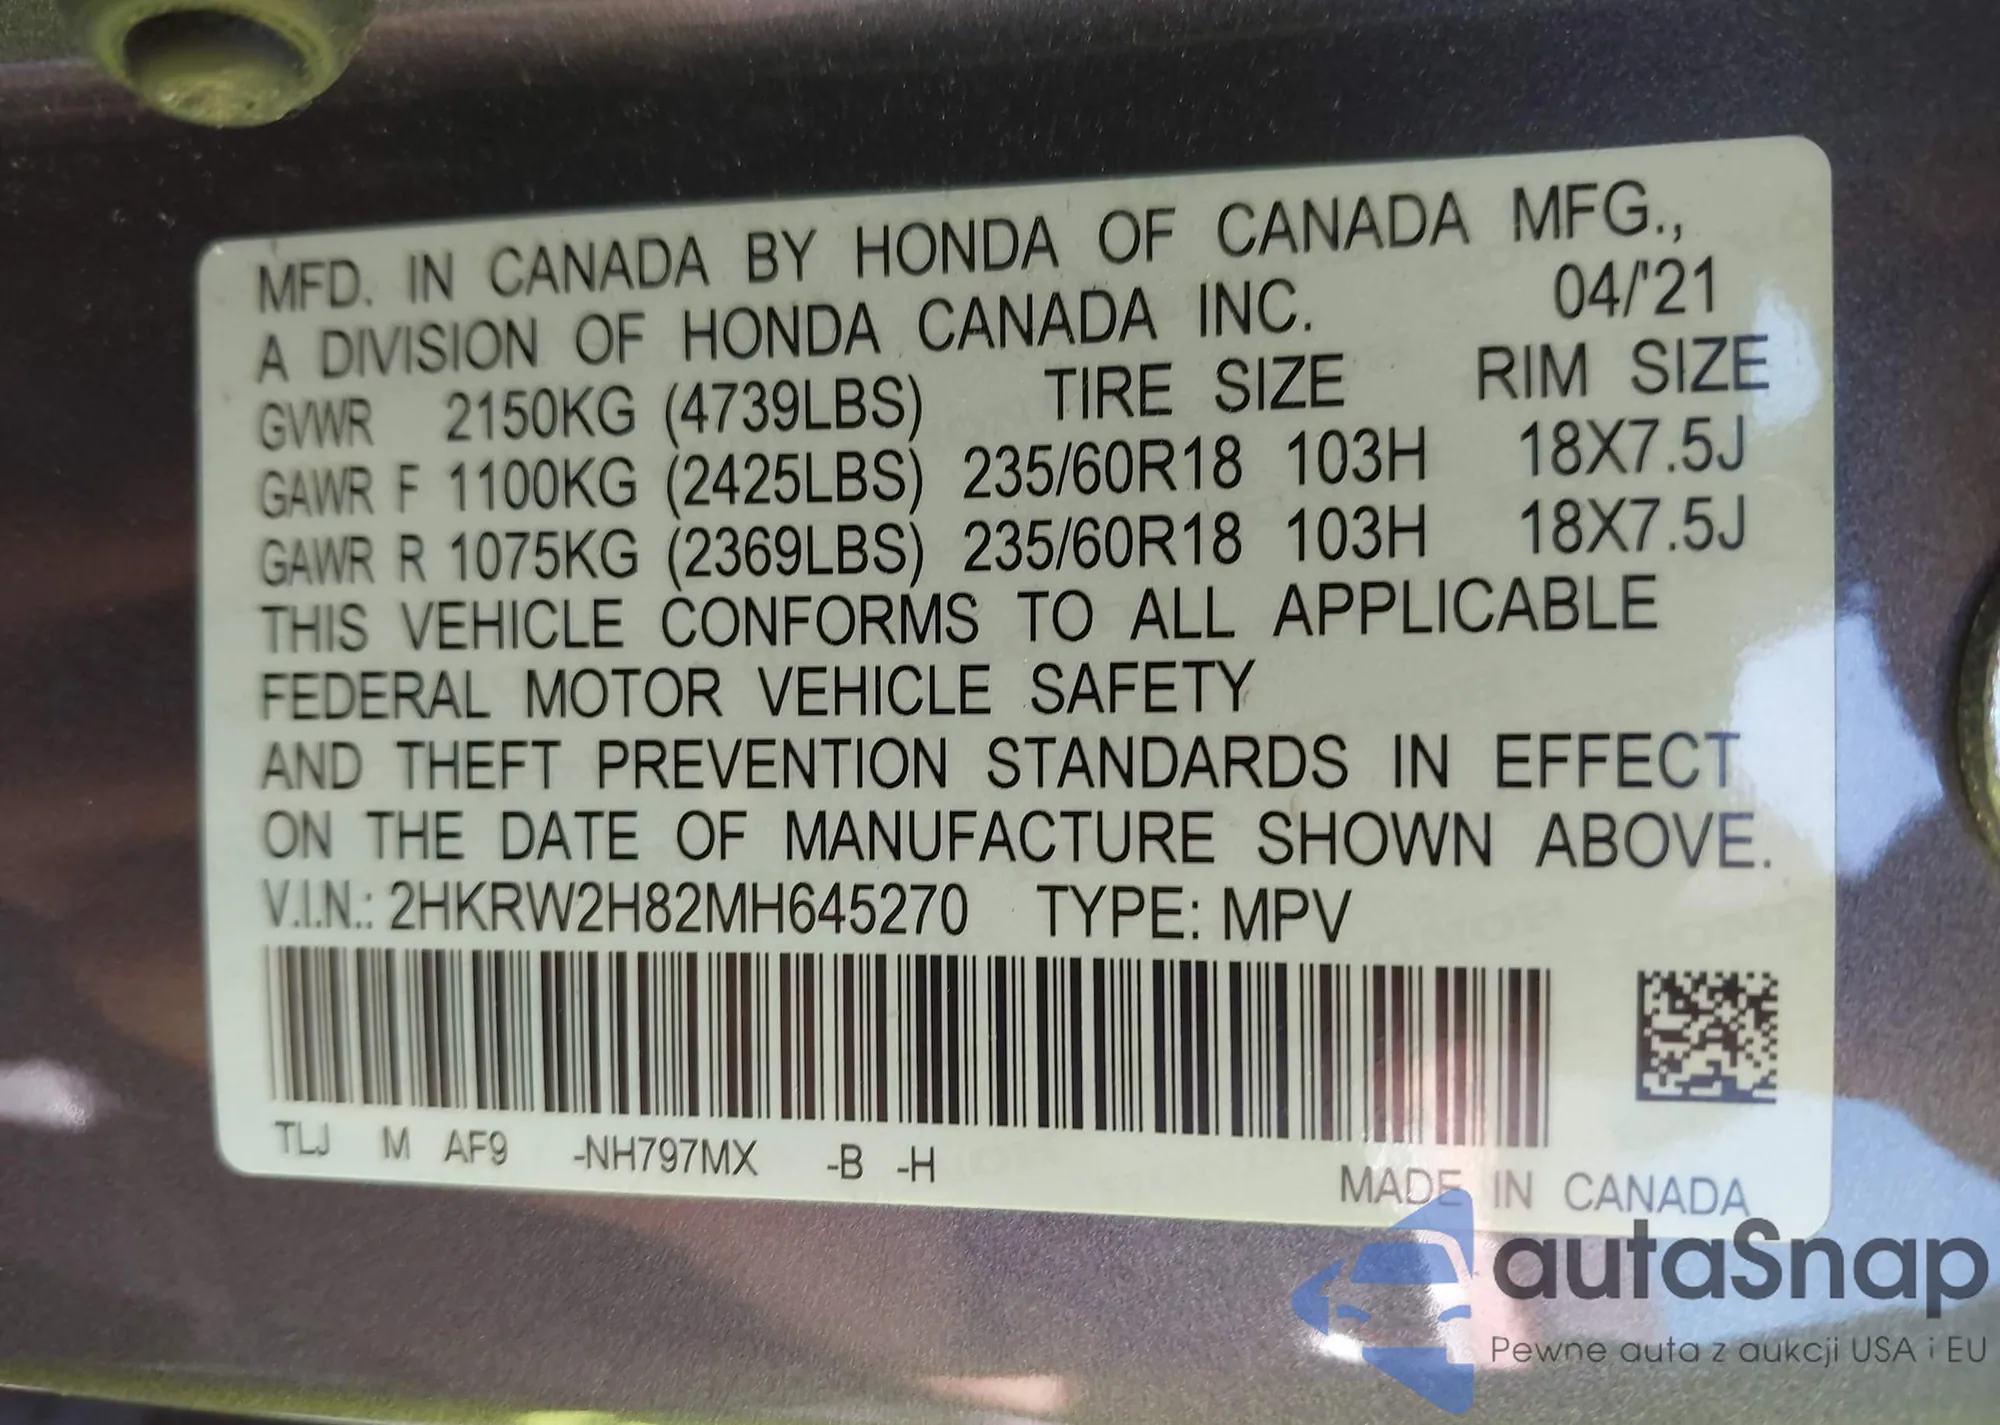 MFD. IN CANADA BY HONDA OF CANADA MFG.,
A DIVISION OF HONDA CANADA INC. 04/'21
GVWR 2150KG (4739LBS) TIRE SIZE RIM SIZE
GAWR F 1100KG (2425LBS) 235/60R18 103H 18X7.5J
GAWR R 1075KG (2369LBS) 235/60R18 103H 18X7.5J
THIS VEHICLE CONFORMS TO ALL APPLICABLE
FEDERAL MOTOR VEHICLE SAFETY
AND THEFT PREVENTION STANDARDS IN EFFECT
ON THE DATE OF MANUFACTURE SHOWN ABOVE.
V.I.N.: 2HKRW2H82MH645270 TYPE: MPV
TLJ M AF9 -NH797MX -B -H
MADE IN CANADA
autaSnap
Pewne auta z aukcji USA i EU